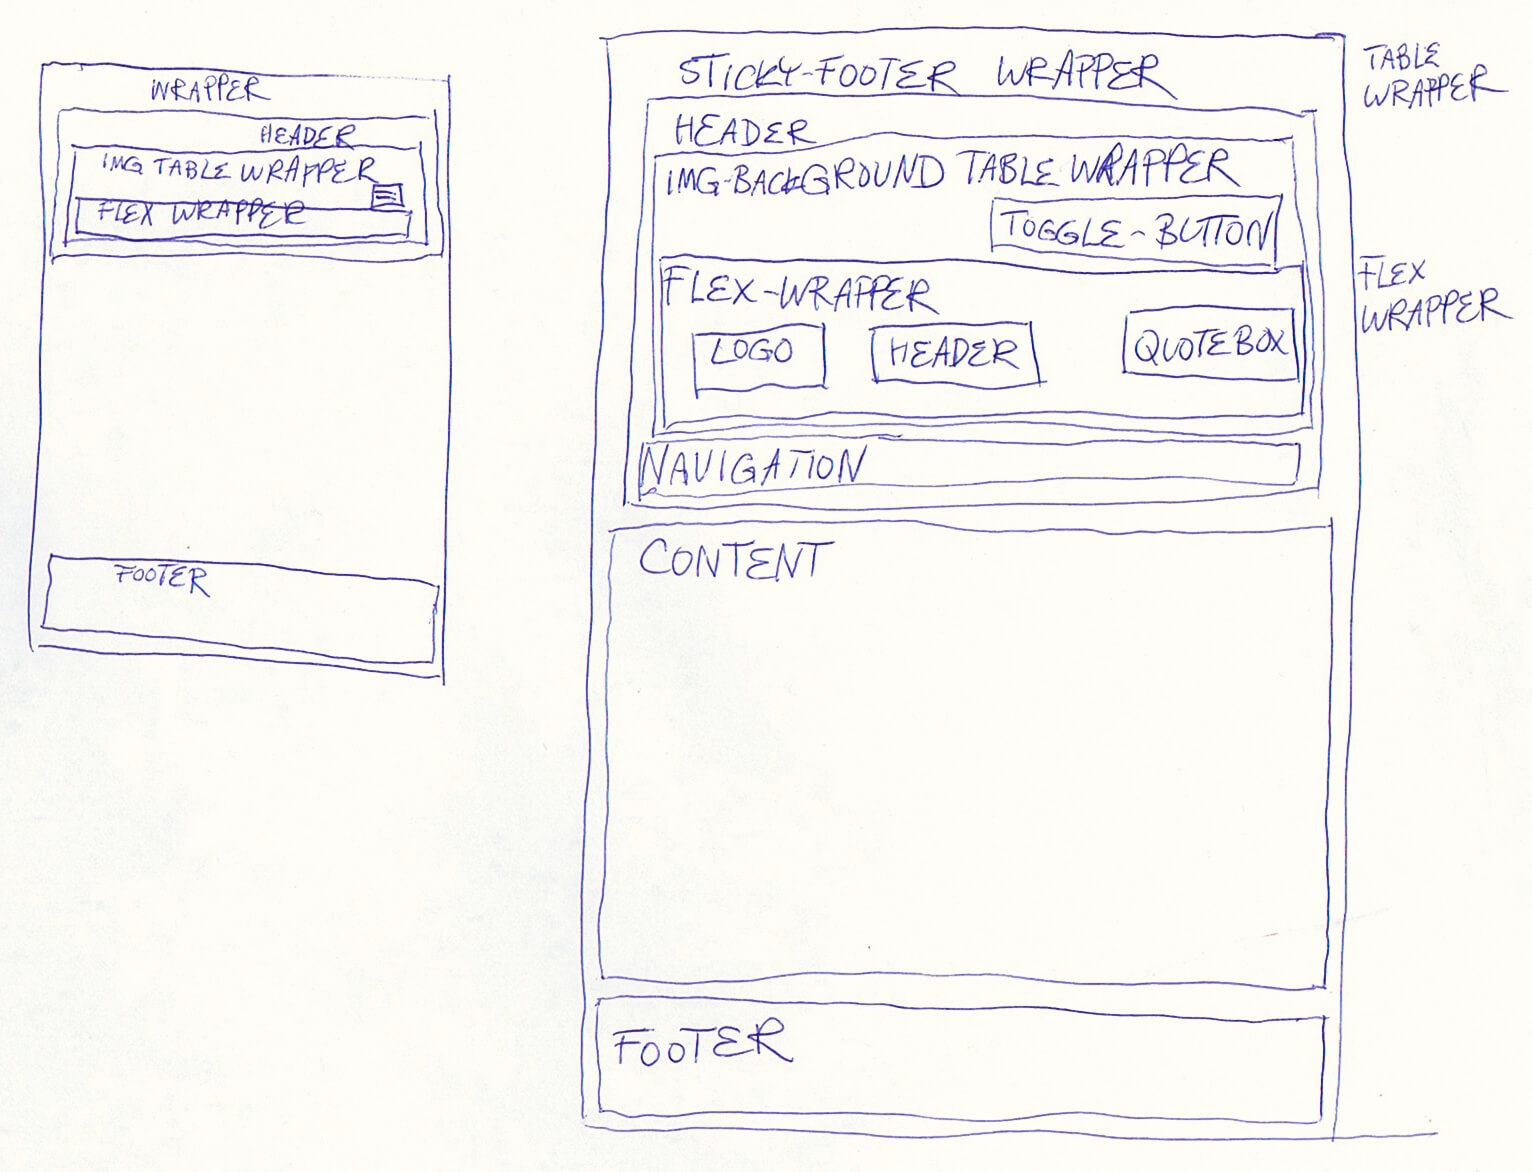 WRAPPER
HEADER
IMG TABLE WRAPPER
FLEX WRAPPER
FOOTER
STICKY-FOOTER WRAPPER
HEADER
IMG-BACKGROUND TABLE WRAPPER
TOGGLE-BUTTON
FLEX-WRAPPER
LOGO
HEADER
QUOTEBOX
NAVIGATION
CONTENT
FOOTER
TABLE
WRAPPER
FLEX
WRAPPER